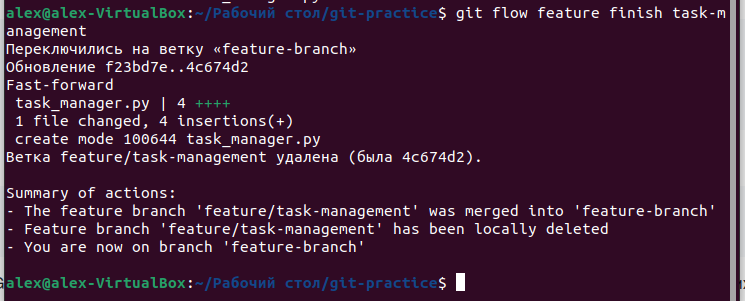 alex@alex-VirtualBox:~/Рабочий стол/git-practice$ git flow feature finish task-m
anagement
Переключились на ветку «feature-branch»
Обновление f23bd7e..4c674d2
Fast-forward
 task_manager.py | 4 ++++
 1 file changed, 4 insertions(+)
 create mode 100644 task_manager.py
Ветка feature/task-management удалена (была 4c674d2).

Summary of actions:
- The feature branch 'feature/task-management' was merged into 'feature-branch'
- Feature branch 'feature/task-management' has been locally deleted
- You are now on branch 'feature-branch'

alex@alex-VirtualBox:~/Рабочий стол/git-practice$